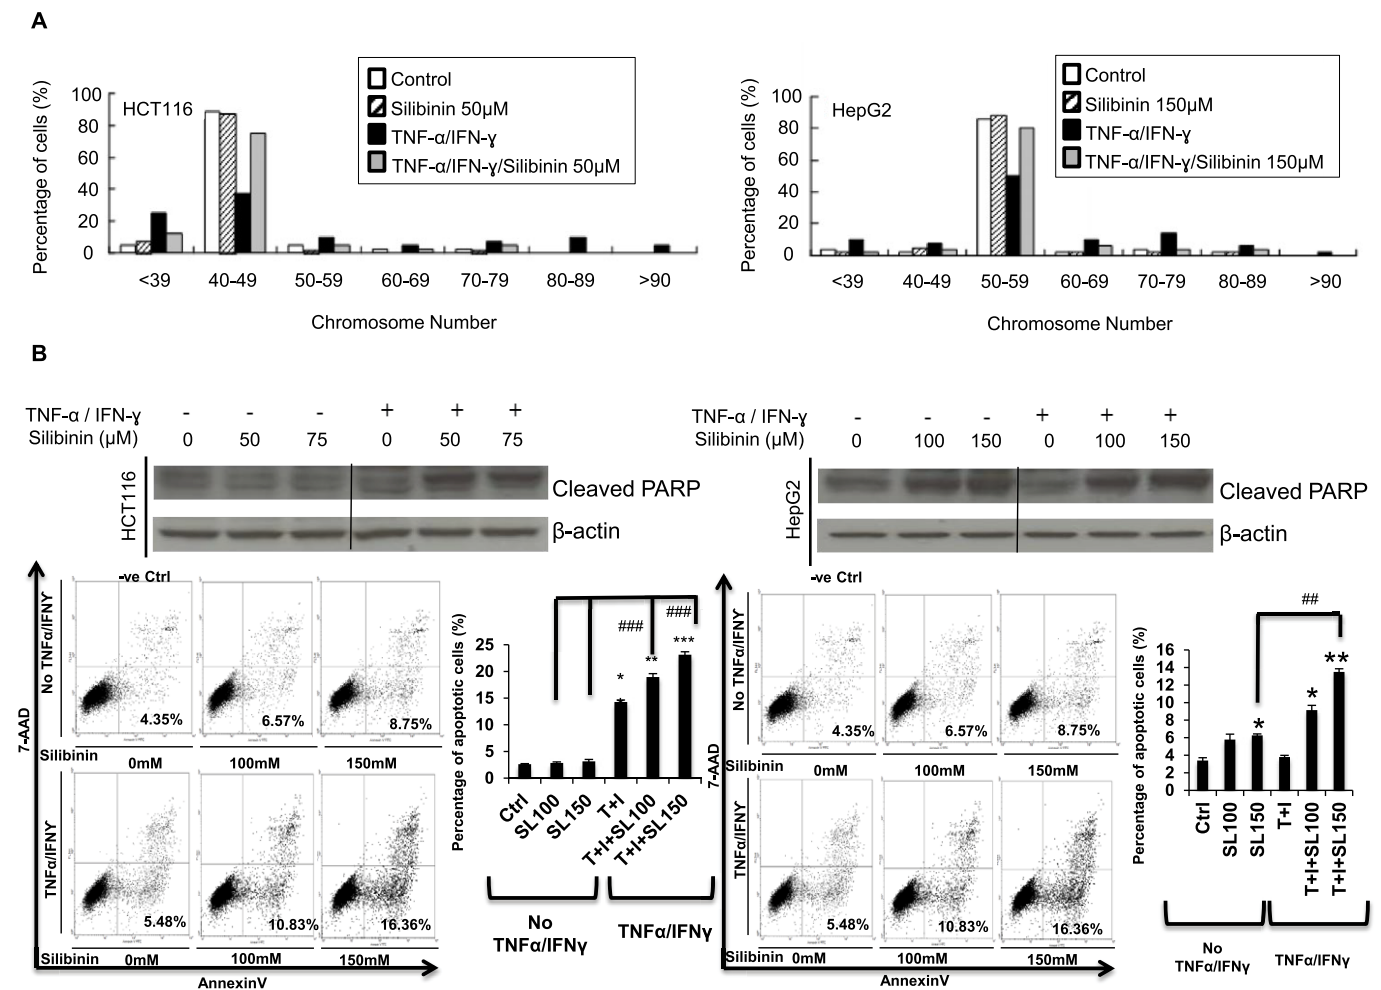 A
Percentage of cells (%)
HCT116
100
80
60
40
20
0
<39 40-49 50-59 60-69 70-79 80-89 >90
Chromosome Number
Control
Silibinin 50µM
TNF-α/IFN-ɣ
TNF-α/IFN-ɣ/Silibinin 50µM
Percentage of cells (%)
HepG2
100
80
60
40
20
0
<39 40-49 50-59 60-69 70-79 80-89 >90
Chromosome Number
Control
Silibinin 150µM
TNF-α/IFN-ɣ
TNF-α/IFN-ɣ/Silibinin 150µM
B
TNF-α / IFN-ɣ - - - + + +
Silibinin (µM) 0 50 75 0 50 75
HCT116
Cleaved PARP
β-actin
TNF-α / IFN-ɣ - - - + + +
Silibinin (µM) 0 100 150 0 100 150
HepG2
Cleaved PARP
β-actin
7-AAD
No TNFα/IFNY
-ve Ctrl
4.35% 6.57% 8.75%
Silibinin 0mM 100mM 150mM
TNFα/IFNY
5.48% 10.83% 16.36%
Silibinin 0mM 100mM 150mM
AnnexinV
Percentage of apoptotic cells (%)
25
20
15
10
5
0
### ###
* ** ***
Ctrl SL100 SL150 T+I T+I+SL100 T+I+SL150
No
TNFα/IFNγ
TNFα/IFNγ
7-AAD
No TNFα/IFNY
-ve Ctrl
4.35% 6.57% 8.75%
Silibinin 0mM 100mM 150mM
TNFα/IFNY
5.48% 10.83% 16.36%
Silibinin 0mM 100mM 150mM
AnnexinV
Percentage of apoptotic cells (%)
16
14
12
10
8
6
4
2
0
##
* * **
Ctrl SL100 SL150 T+I T+I+SL100 T+I+SL150
No
TNFα/IFNγ
TNFα/IFNγ